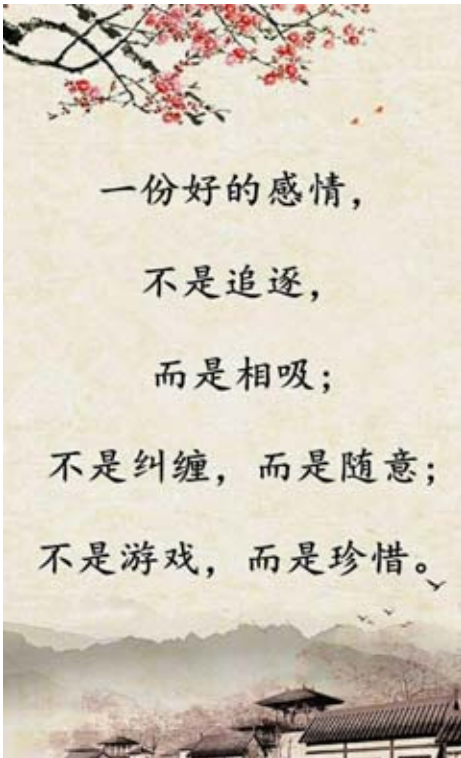 一份好的感情，
不是追逐，
而是相吸；
不是纠缠，而是随意；
不是游戏，而是珍惜。